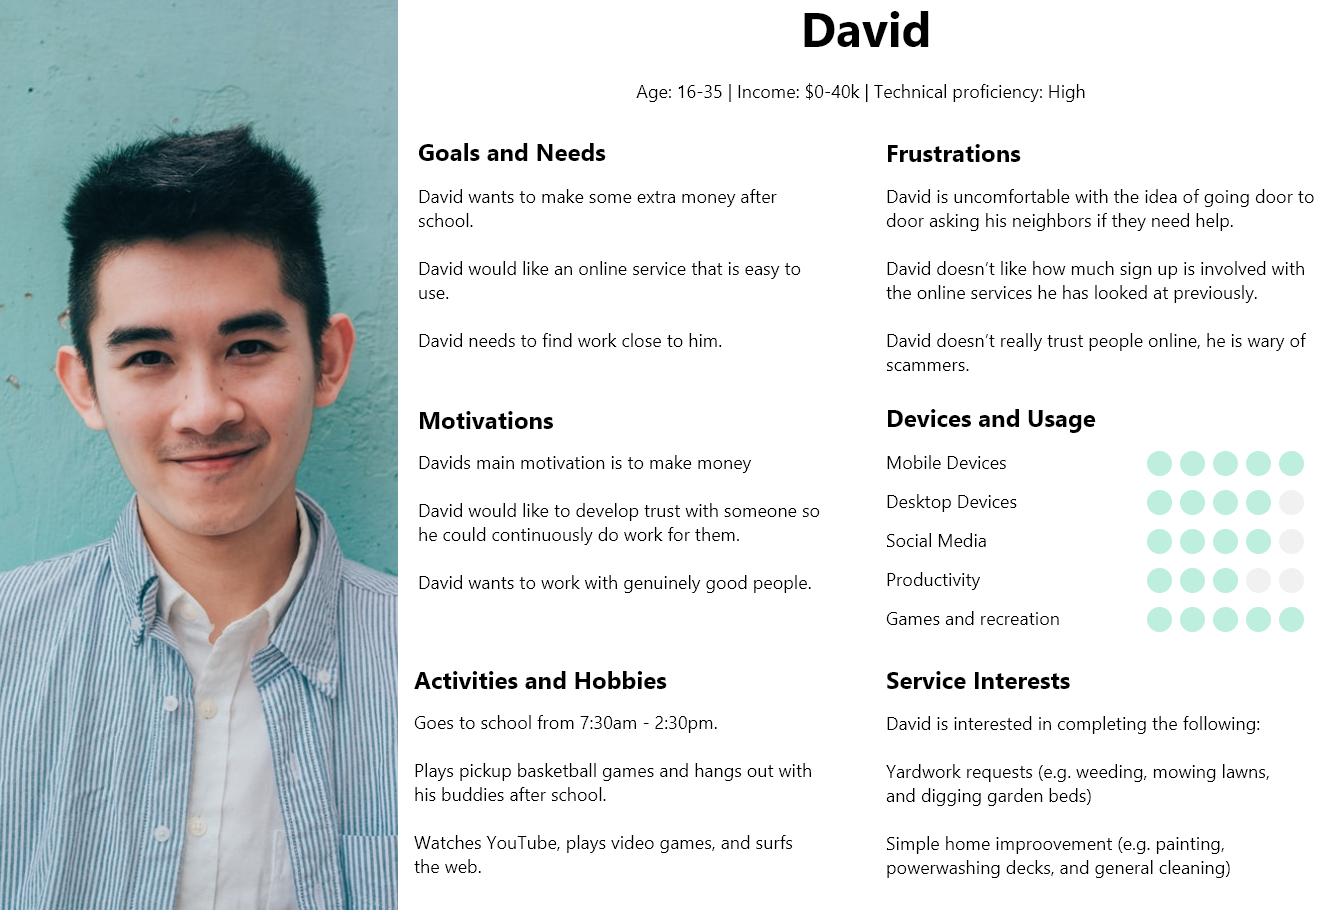 David
Age: 16-35 | Income: $0-40k | Technical proficiency: High
Goals and Needs
David wants to make some extra money after
school.
David would like an online service that is easy to
use.
David needs to find work close to him.
Frustrations
David is uncomfortable with the idea of going door to
door asking his neighbors if they need help.
David doesn’t like how much sign up is involved with
the online services he has looked at previously.
David doesn’t really trust people online, he is wary of
scammers.
Motivations
Davids main motivation is to make money
David would like to develop trust with someone so
he could continuously do work for them.
David wants to work with genuinely good people.
Devices and Usage
Mobile Devices
Desktop Devices
Social Media
Productivity
Games and recreation
Activities and Hobbies
Goes to school from 7:30am - 2:30pm.
Plays pickup basketball games and hangs out with
his buddies after school.
Watches YouTube, plays video games, and surfs
the web.
Service Interests
David is interested in completing the following:
Yardwork requests (e.g. weeding, mowing lawns,
and digging garden beds)
Simple home improovement (e.g. painting,
powerwashing decks, and general cleaning)